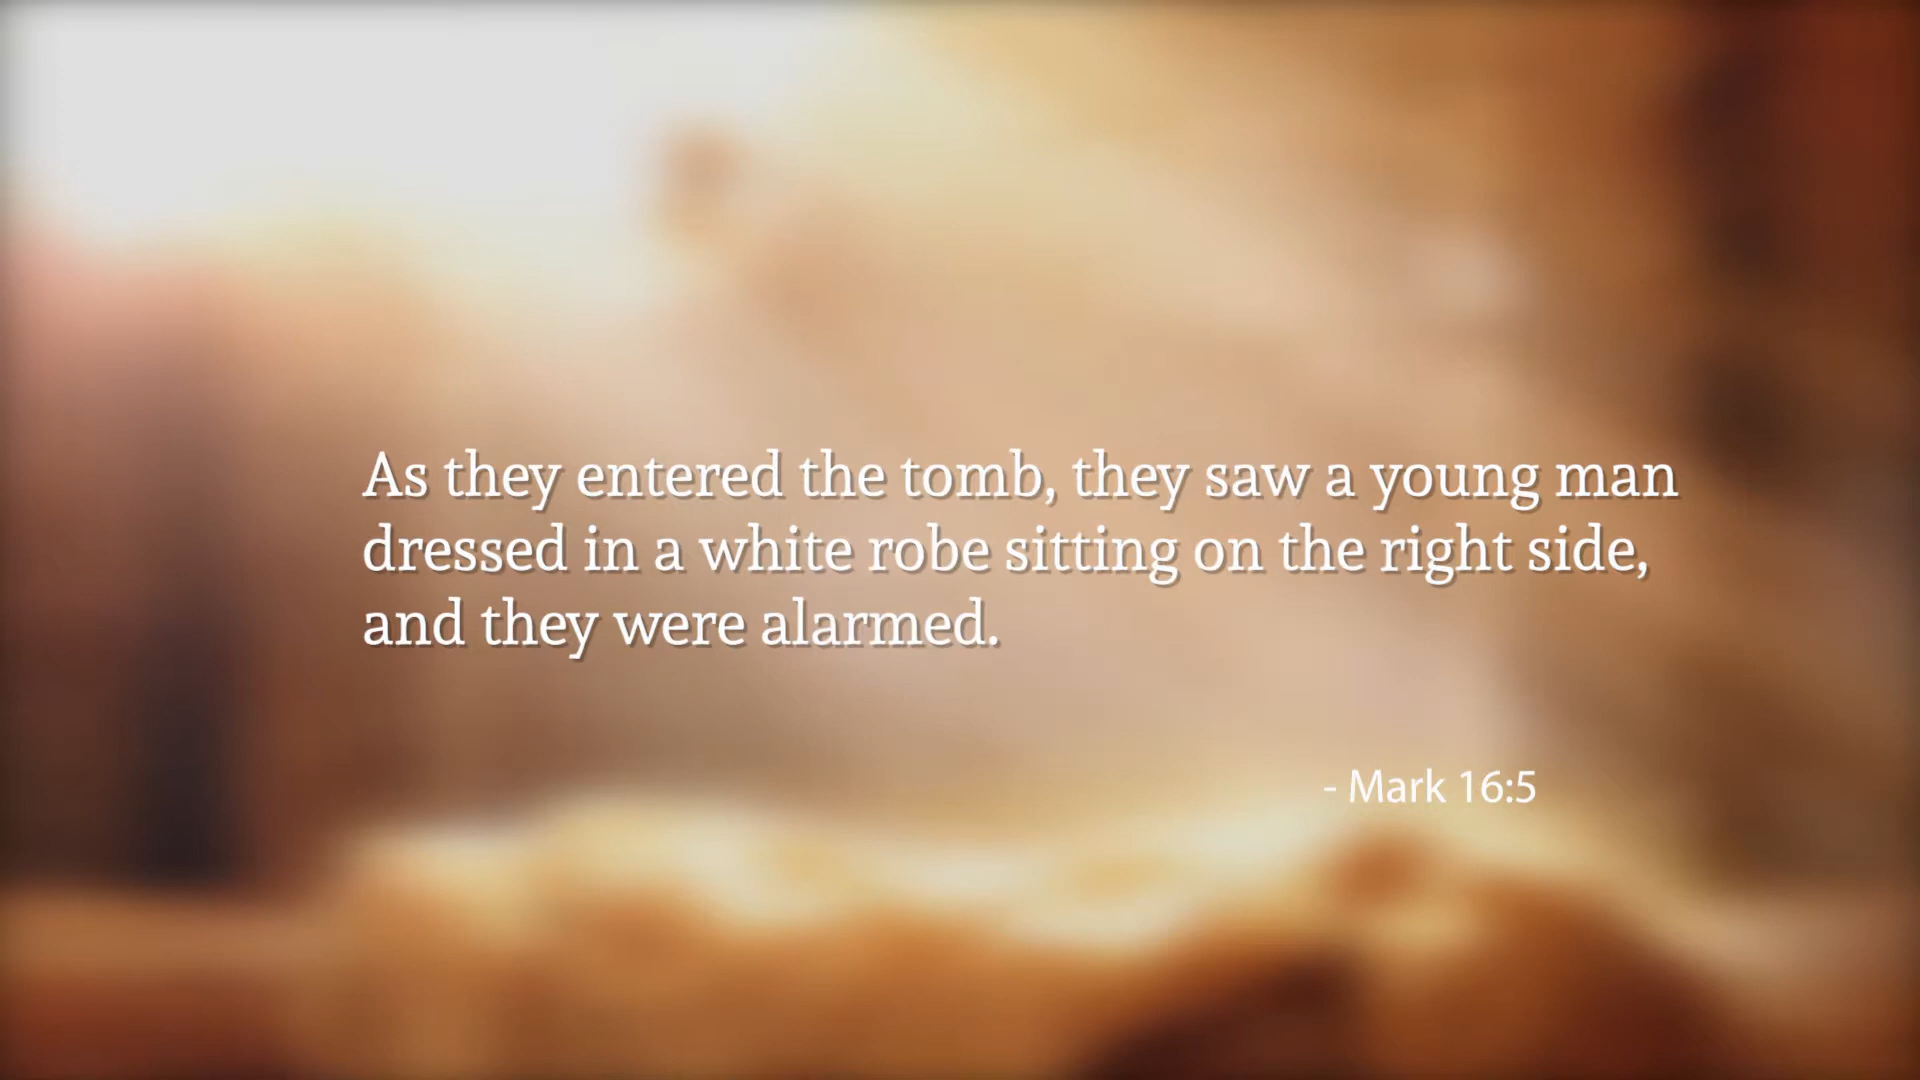 As they entered the tomb, they saw a young man
dressed in a white robe sitting on the right side,
and they were alarmed.
- Mark 16:5